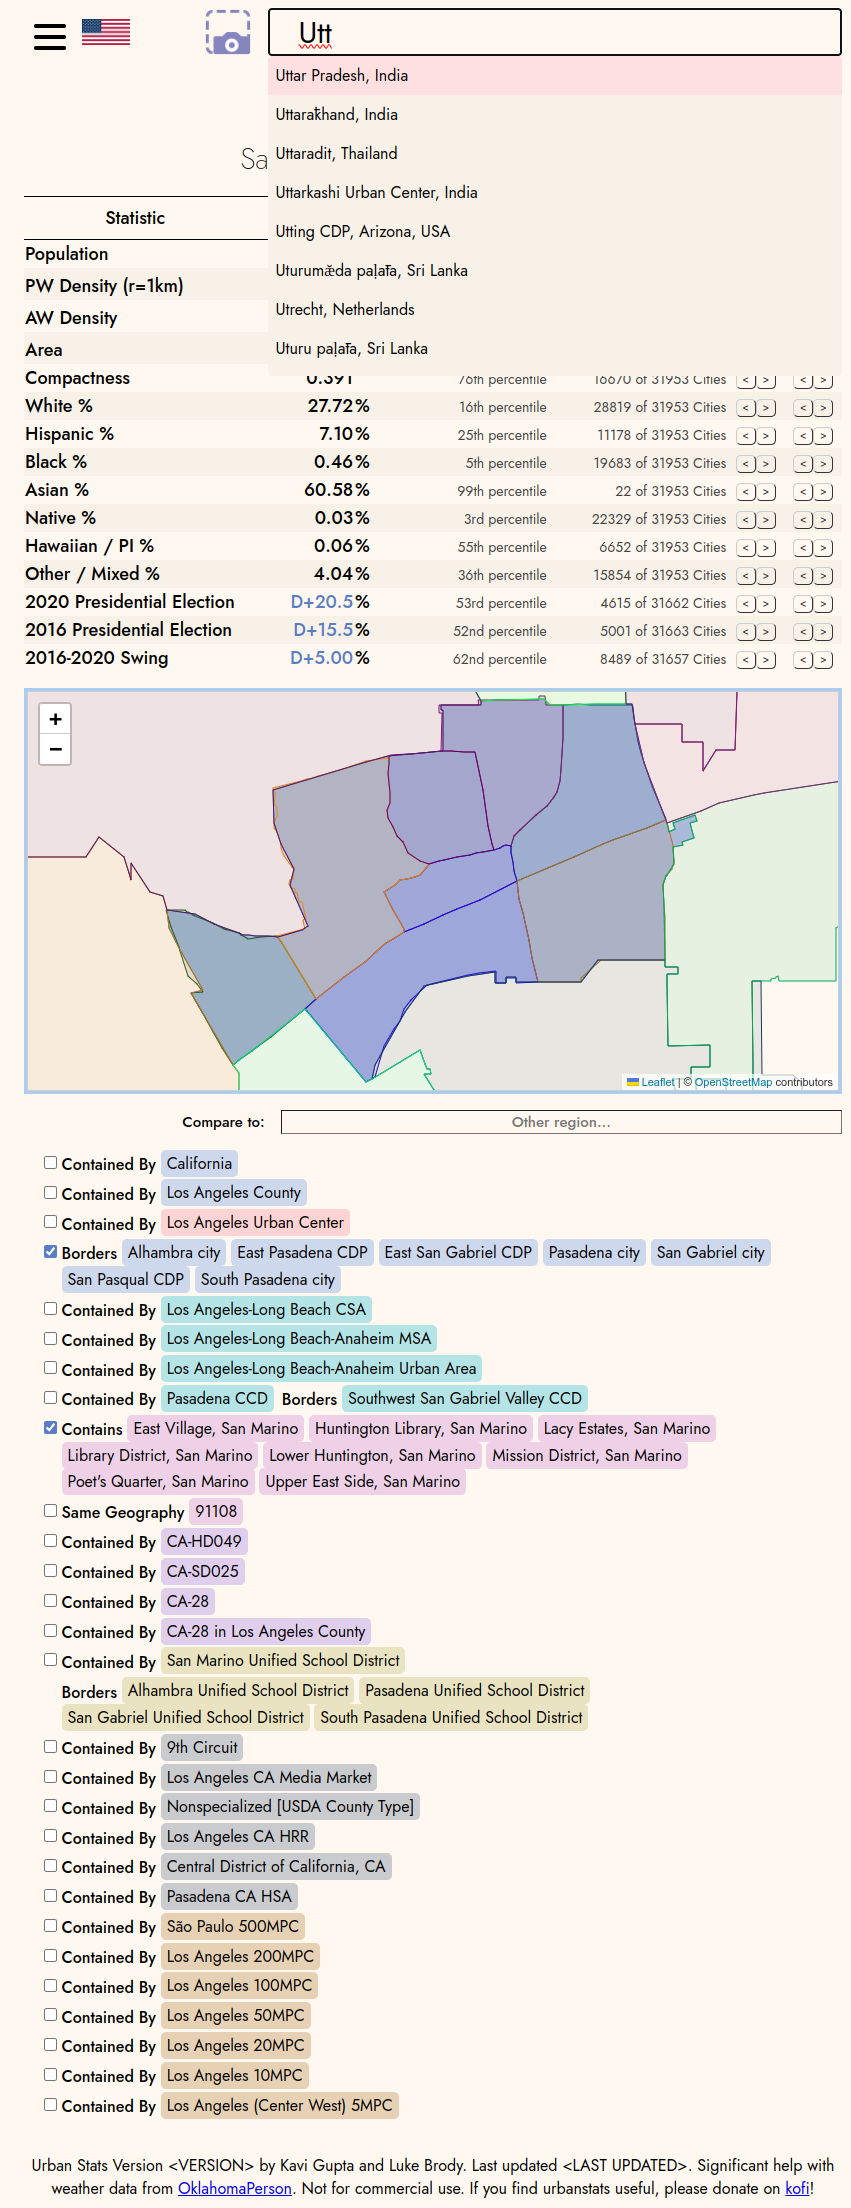 Utt
Uttar Pradesh, India
Uttarakhand, India
Uttaradit, Thailand
Uttarkashi Urban Center, India
Utting CDP, Arizona, USA
Utrecht, Netherlands
Sa
Statistic
Population
PW Density (r=1km)
AW Density
Area
Compactness 0.391 76th percentile 16670 of 31953 Cities < > < >
White % 27.72% 16th percentile 28819 of 31953 Cities < > < >
Hispanic % 7.10% 25th percentile 11178 of 31953 Cities < > < >
Black % 0.46% 5th percentile 19683 of 31953 Cities < > < >
Asian % 60.58% 99th percentile 22 of 31953 Cities < > < >
Native % 0.03% 3rd percentile 22329 of 31953 Cities < > < >
Hawaiian / PI % 0.06% 55th percentile 6652 of 31953 Cities < > < >
Other / Mixed % 4.04% 36th percentile 15854 of 31953 Cities < > < >
2020 Presidential Election D+20.5% 53rd percentile 4615 of 31662 Cities < > < >
2016 Presidential Election D+15.5% 52nd percentile 5001 of 31663 Cities < > < >
2016-2020 Swing D+5.00% 62nd percentile 8489 of 31657 Cities < > < >
+
−
Leaflet | © OpenStreetMap contributors
Compare to: Other region...
Contained By California
Contained By Los Angeles County
Contained By Los Angeles Urban Center
Borders Alhambra city East Pasadena CDP East San Gabriel CDP Pasadena city San Gabriel city
San Pasqual CDP South Pasadena city
Contained By Los Angeles-Long Beach CSA
Contained By Los Angeles-Long Beach-Anaheim MSA
Contained By Los Angeles-Long Beach-Anaheim Urban Area
Contained By Pasadena CCD Borders Southwest San Gabriel Valley CCD
Contains East Village, San Marino Huntington Library, San Marino Lacy Estates, San Marino
Library District, San Marino Lower Huntington, San Marino Mission District, San Marino
Poet's Quarter, San Marino Upper East Side, San Marino
Same Geography 91108
Contained By CA-HD049
Contained By CA-SD025
Contained By CA-28
Contained By CA-28 in Los Angeles County
Contained By San Marino Unified School District
Borders Alhambra Unified School District Pasadena Unified School District
San Gabriel Unified School District South Pasadena Unified School District
Contained By 9th Circuit
Contained By Los Angeles CA Media Market
Contained By Nonspecialized [USDA County Type]
Contained By Los Angeles CA HRR
Contained By Central District of California, CA
Contained By Pasadena CA HSA
Contained By São Paulo 500MPC
Contained By Los Angeles 200MPC
Contained By Los Angeles 100MPC
Contained By Los Angeles 50MPC
Contained By Los Angeles 20MPC
Contained By Los Angeles 10MPC
Contained By Los Angeles (Center West) 5MPC
Urban Stats Version <VERSION> by Kavi Gupta and Luke Brody. Last updated <LAST UPDATED>. Significant help with
weather data from OklahomaPerson. Not for commercial use. If you find urbanstats useful, please donate on kofi!